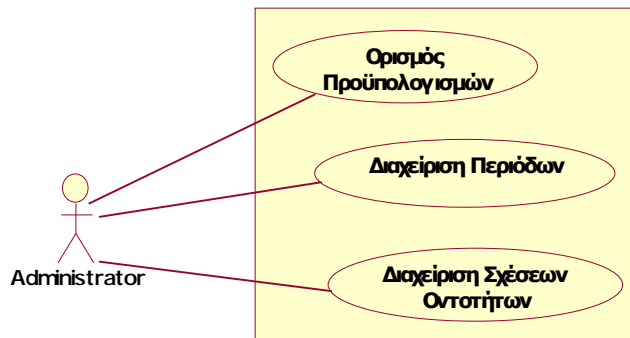 Ορισμός
Προϋπολογισμών
Διαχείριση Περιόδων
Administrator
Διαχείριση Σχέσεων
Οντοτήτων